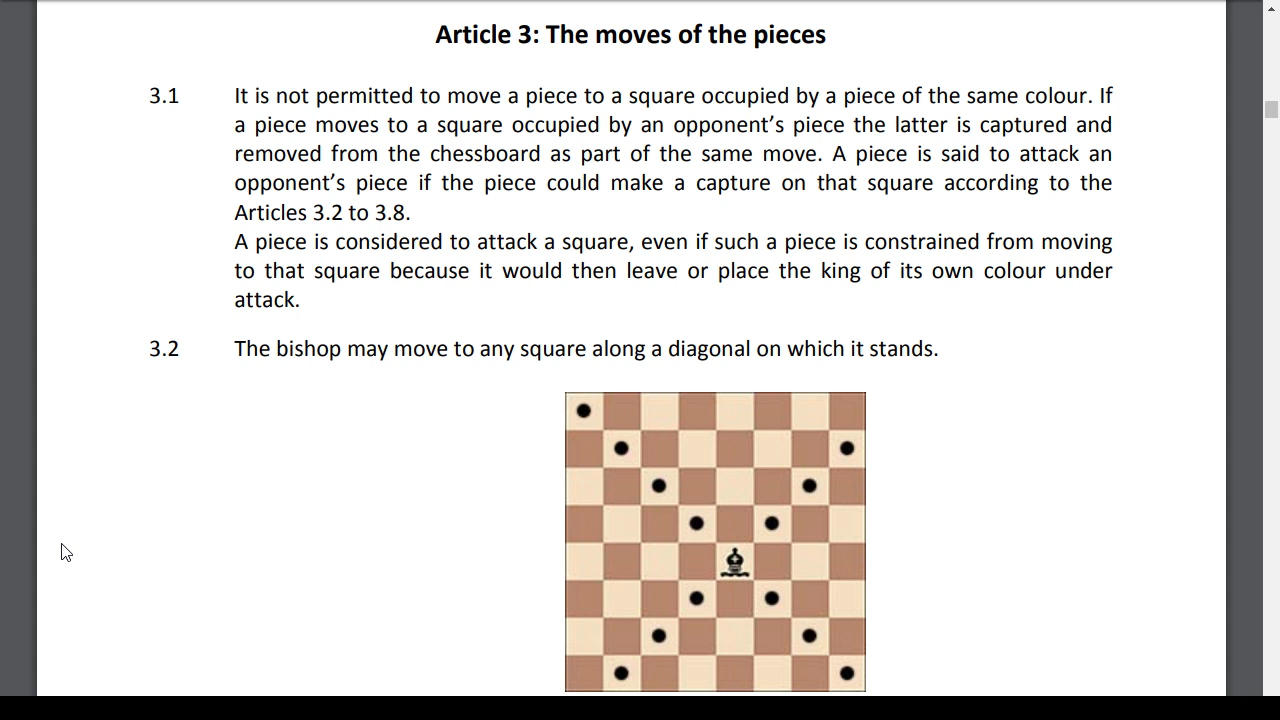 Article 3: The moves of the pieces
3.1 It is not permitted to move a piece to a square occupied by a piece of the same colour. If
a piece moves to a square occupied by an opponent’s piece the latter is captured and
removed from the chessboard as part of the same move. A piece is said to attack an
opponent’s piece if the piece could make a capture on that square according to the
Articles 3.2 to 3.8.
A piece is considered to attack a square, even if such a piece is constrained from moving
to that square because it would then leave or place the king of its own colour under
attack.
3.2 The bishop may move to any square along a diagonal on which it stands.